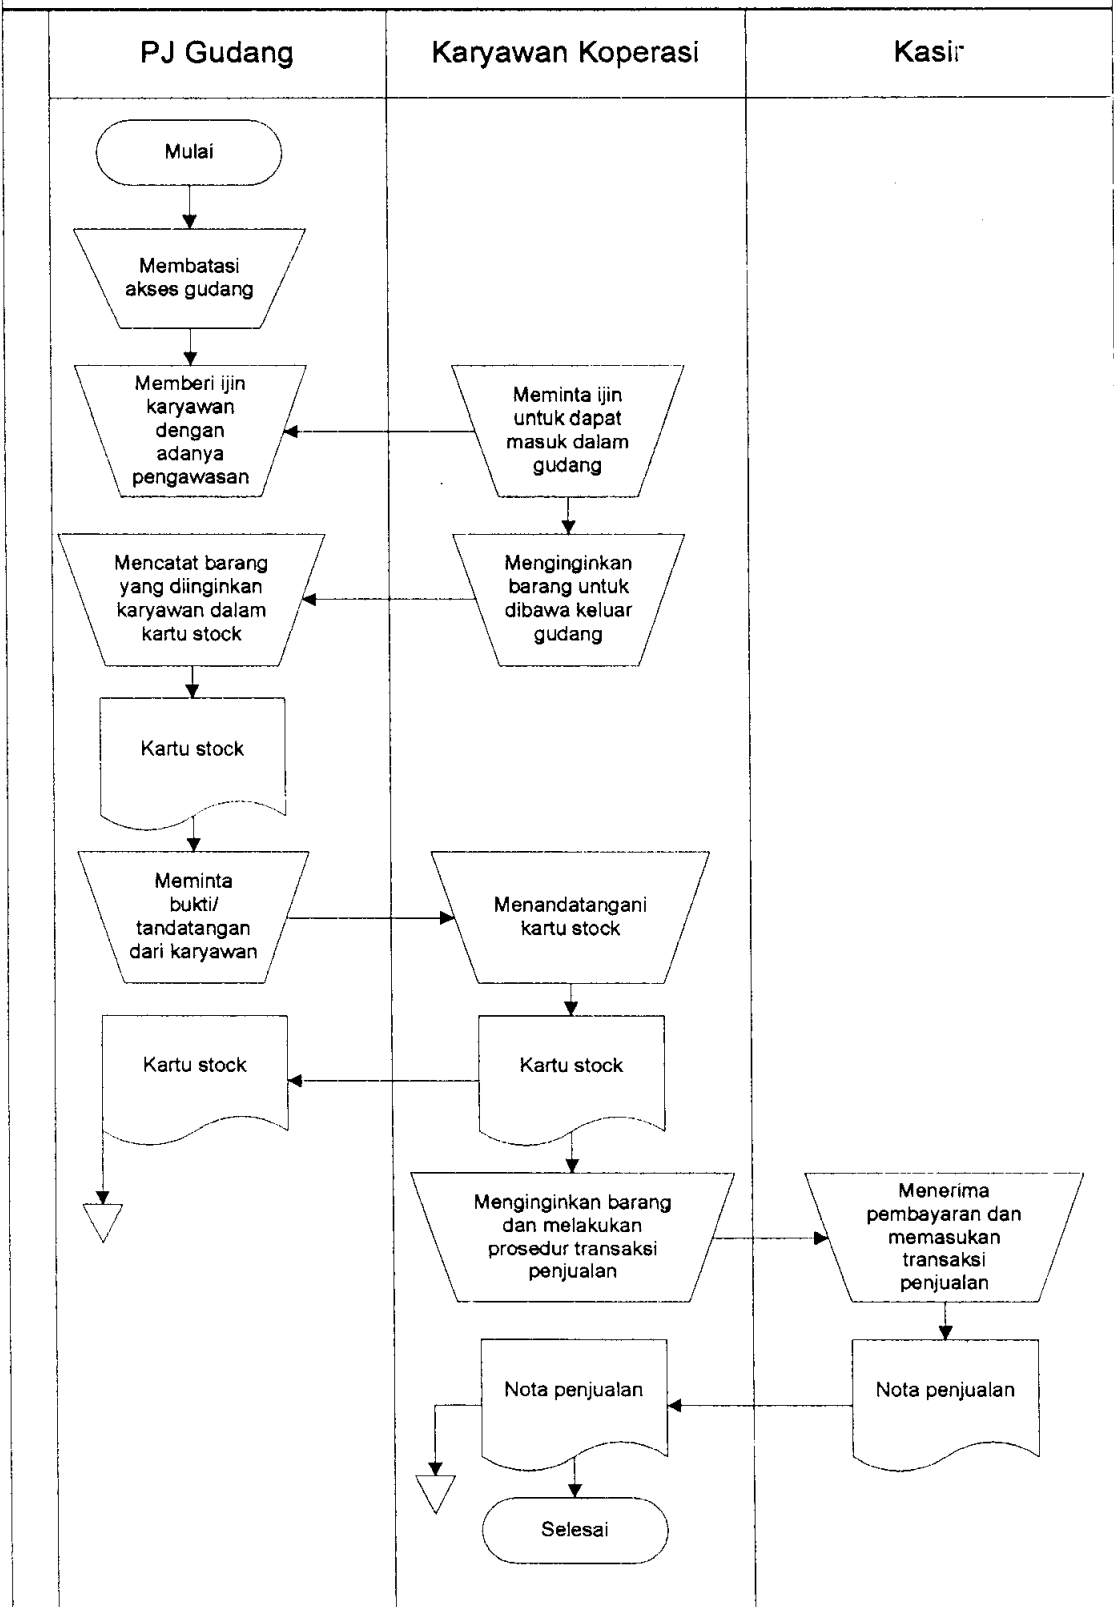 PJ Gudang
Karyawan Koperasi
Kasir
Mulai
Membatasi
akses gudang
Memberi ijin
karyawan
dengan
adanya
pengawasan
Meminta ijin
untuk dapat
masuk dalam
gudang
Mencatat barang
yang diinginkan
karyawan dalam
kartu stock
Menginginkan
barang untuk
dibawa keluar
gudang
Kartu stock
Meminta
bukti/
tandatangan
dari karyawan
Menandatangani
kartu stock
Kartu stock
Kartu stock
Menginginkan barang
dan melakukan
prosedur transaksi
penjualan
Menerima
pembayaran dan
memasukan
transaksi
penjualan
Nota penjualan
Nota penjualan
Selesai